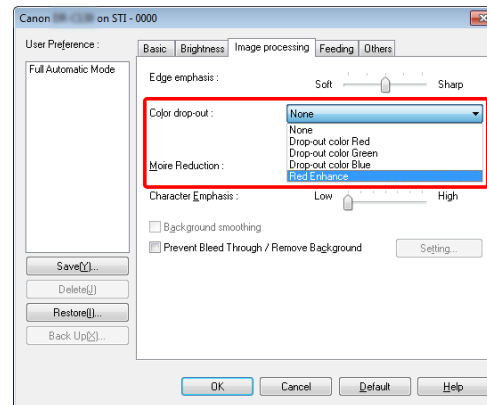 Canon on STI - 0000
User Preference :
Full Automatic Mode
Save(Y)...
Delete(J)
Restore(I)...
Back Up(X)...
Basic Brightness Image processing Feeding Others
Edge emphasis : Soft Sharp
Color drop-out : None
None
Drop-out color Red
Drop-out color Green
Drop-out color Blue
Red Enhance
Moire Reduction :
Character Emphasis : Low High
Background smoothing
Prevent Bleed Through / Remove Background Setting...
OK Cancel Default Help